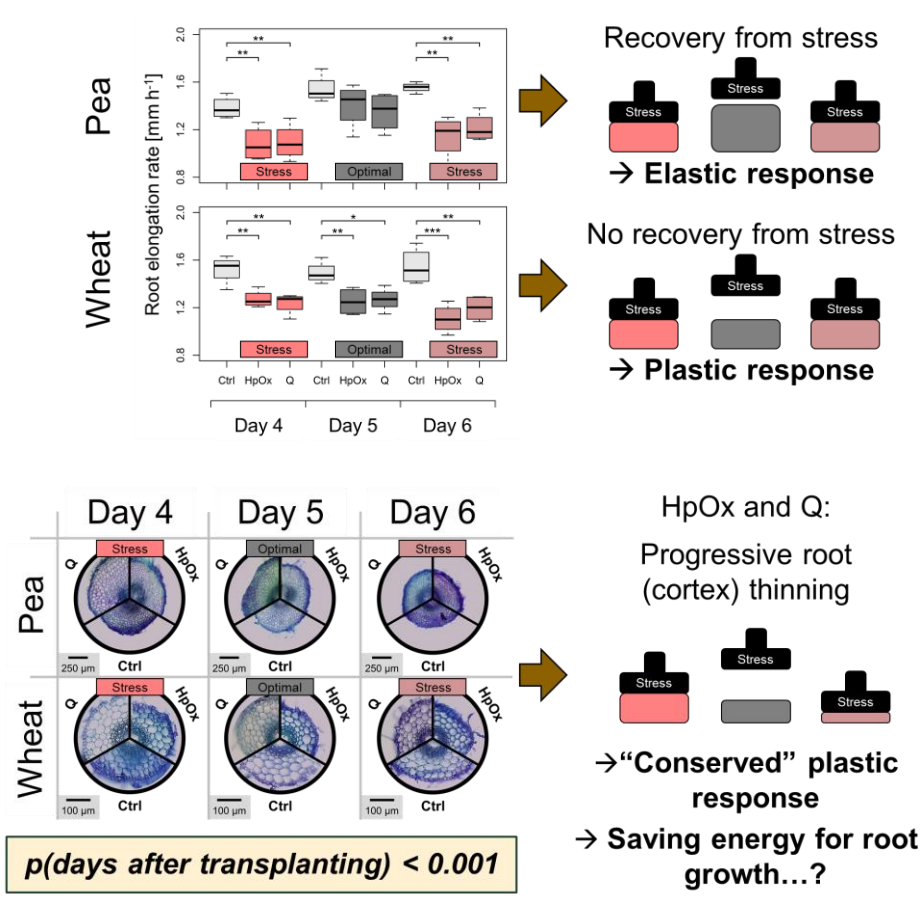 Pea
Root elongation rate [mm h⁻¹]
2.0
1.6
1.2
0.8
**
**
**
**
Stress
Optimal
Stress
Recovery from stress
Stress
Stress
Stress
→ Elastic response
Wheat
2.0
1.6
1.2
0.8
**
**
*
**
**
***
Stress
Optimal
Stress
Ctrl HpOx Q Ctrl HpOx Q Ctrl HpOx Q
Day 4 Day 5 Day 6
No recovery from stress
Stress
Stress
Stress
→ Plastic response
Day 4 Day 5 Day 6
Pea
Stress
Q HpOx
Ctrl
250 µm
Optimal
Q HpOx
Ctrl
250 µm
Stress
Q HpOx
Ctrl
250 µm
Wheat
Stress
Q HpOx
Ctrl
100 µm
Optimal
Q HpOx
Ctrl
100 µm
Stress
Q HpOx
Ctrl
100 µm
p(days after transplanting) < 0.001
HpOx and Q:
Progressive root
(cortex) thinning
Stress
Stress
Stress
→“Conserved” plastic
response
→ Saving energy for root
growth…?